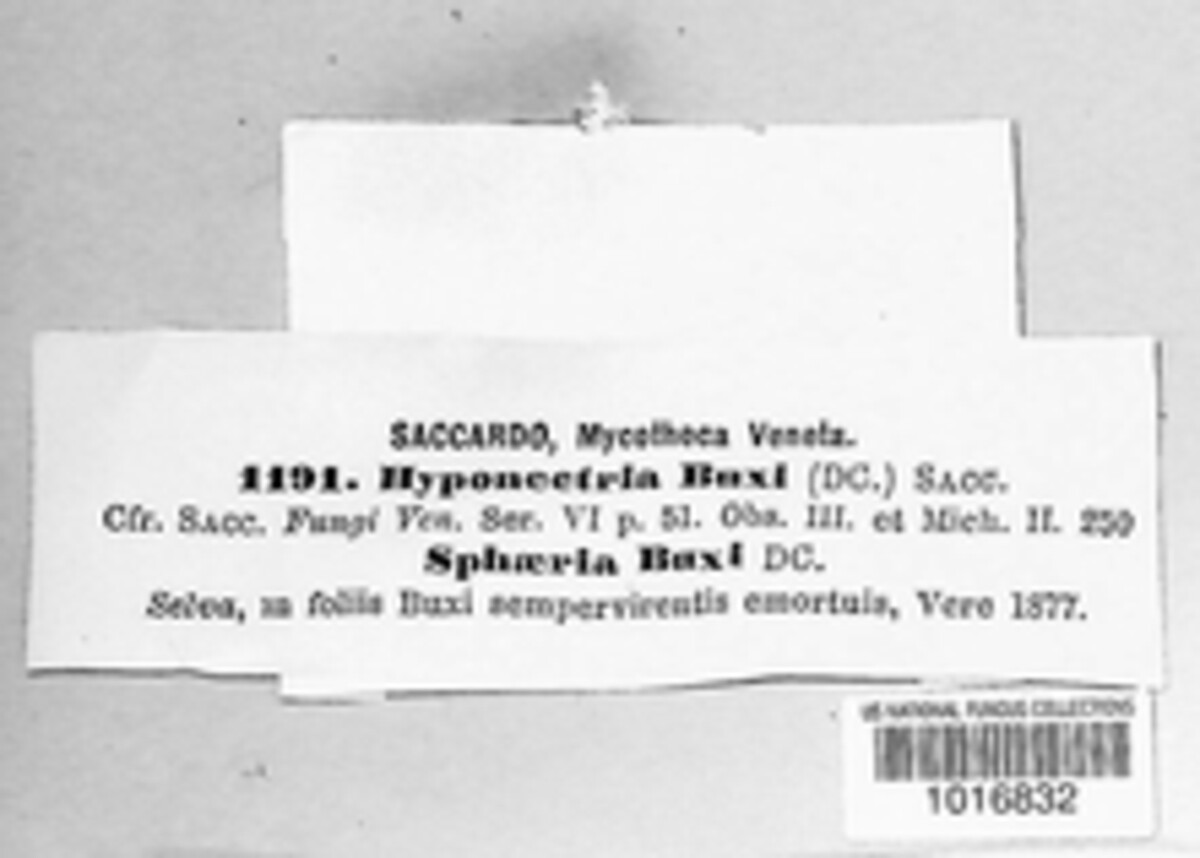 SACCARDO, Mycotheca Veneta.
1191. Hyponectria Buxi (DC.) SACC.
Cfr. SACC. Fungi Ven. Ser. VI p. 51. Obs. III. et Mich. II. 250
Sphæria Buxi DC.
Selva, in foliis Buxi sempervirentis emortuis, Vere 1877.
US NATIONAL FUNGUS COLLECTIONS
1016832